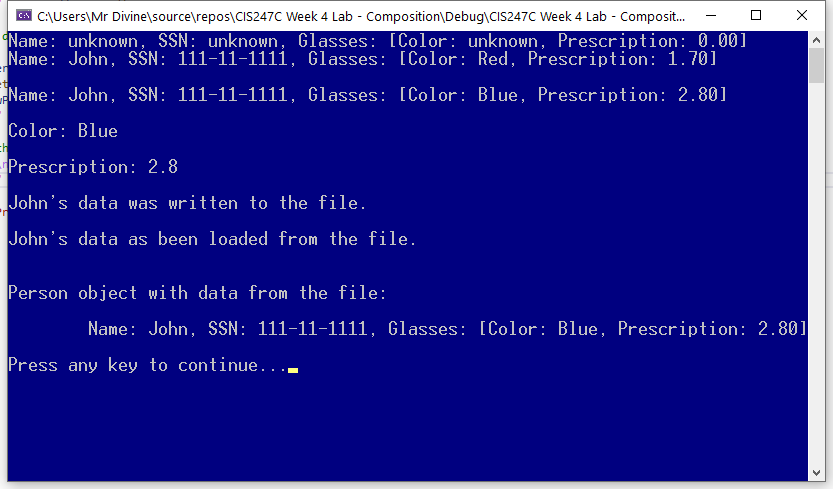 C:\Users\Mr Divine\source\repos\CIS247C Week 4 Lab - Composition\Debug\CIS247C Week 4 Lab - Composit...
Name: unknown, SSN: unknown, Glasses: [Color: unknown, Prescription: 0.00]
Name: John, SSN: 111-11-1111, Glasses: [Color: Red, Prescription: 1.70]
Name: John, SSN: 111-11-1111, Glasses: [Color: Blue, Prescription: 2.80]
Color: Blue
Prescription: 2.8
John's data was written to the file.
John's data as been loaded from the file.
Person object with data from the file:
Name: John, SSN: 111-11-1111, Glasses: [Color: Blue, Prescription: 2.80]
Press any key to continue...